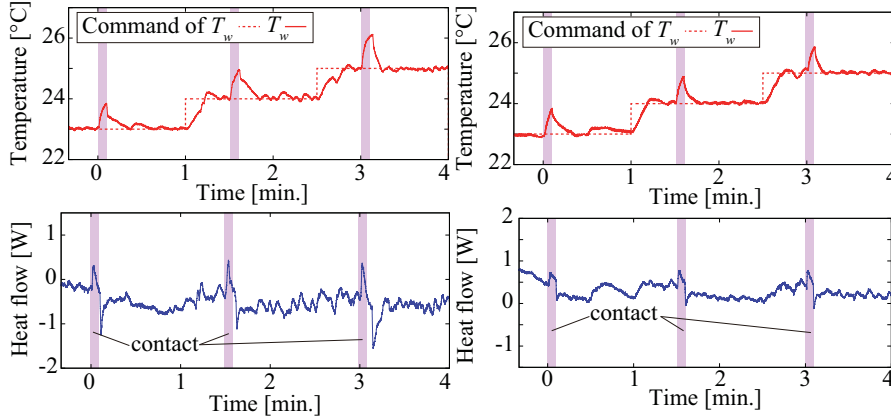 Command of T_w T_w
Temperature [°C]
26
24
22
0 1 2 3 4
Time [min.]
Command of T_w T_w
Temperature [°C]
26
24
22
0 1 2 3 4
Time [min.]
Heat flow [W]
1
0
-1
-2
contact
0 1 2 3 4
Time [min.]
Heat flow [W]
2
1
0
-1
contact
0 1 2 3 4
Time [min.]